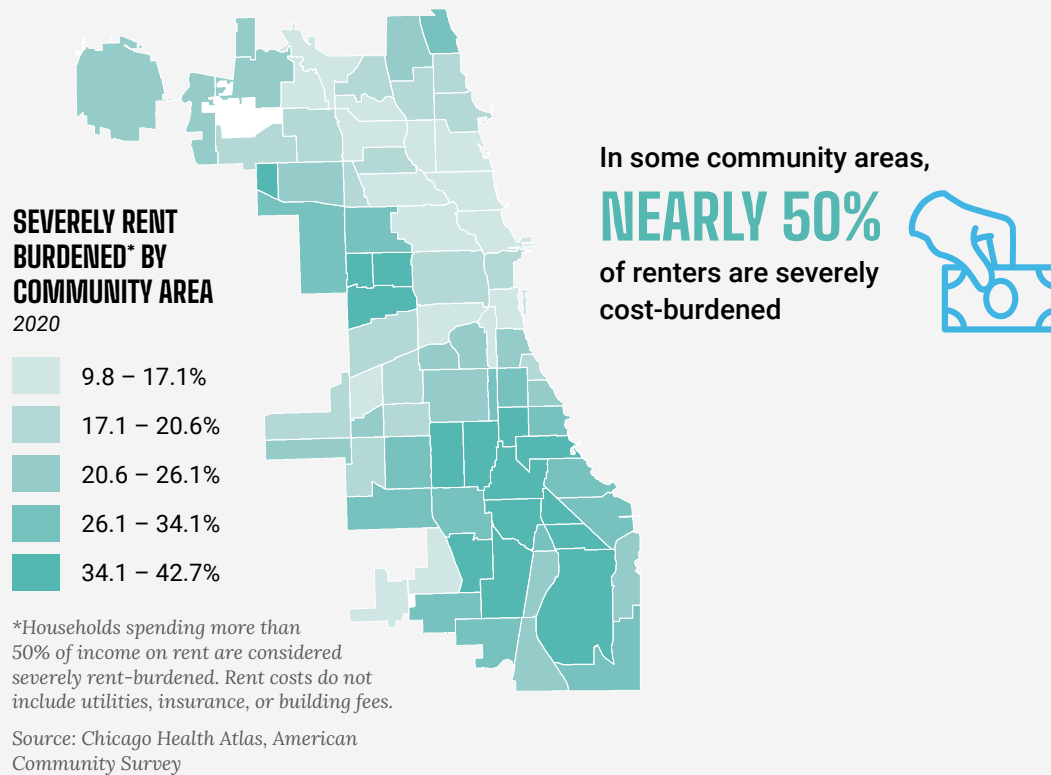 In some community areas,
NEARLY 50%
of renters are severely
cost-burdened
SEVERELY RENT
BURDENED* BY
COMMUNITY AREA
2020
9.8 – 17.1%
17.1 – 20.6%
20.6 – 26.1%
26.1 – 34.1%
34.1 – 42.7%
*Households spending more than
50% of income on rent are considered
severely rent-burdened. Rent costs do not
include utilities, insurance, or building fees.
Source: Chicago Health Atlas, American
Community Survey